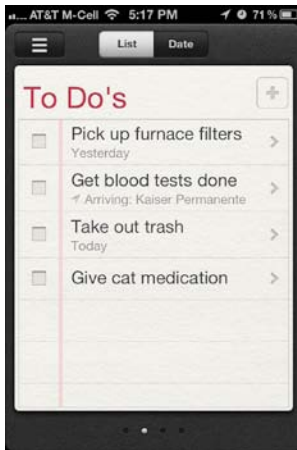 AT&T M-Cell 5:17 PM 71%
List Date
To Do's
Pick up furnace filters
Yesterday
Get blood tests done
Arriving: Kaiser Permanente
Take out trash
Today
Give cat medication